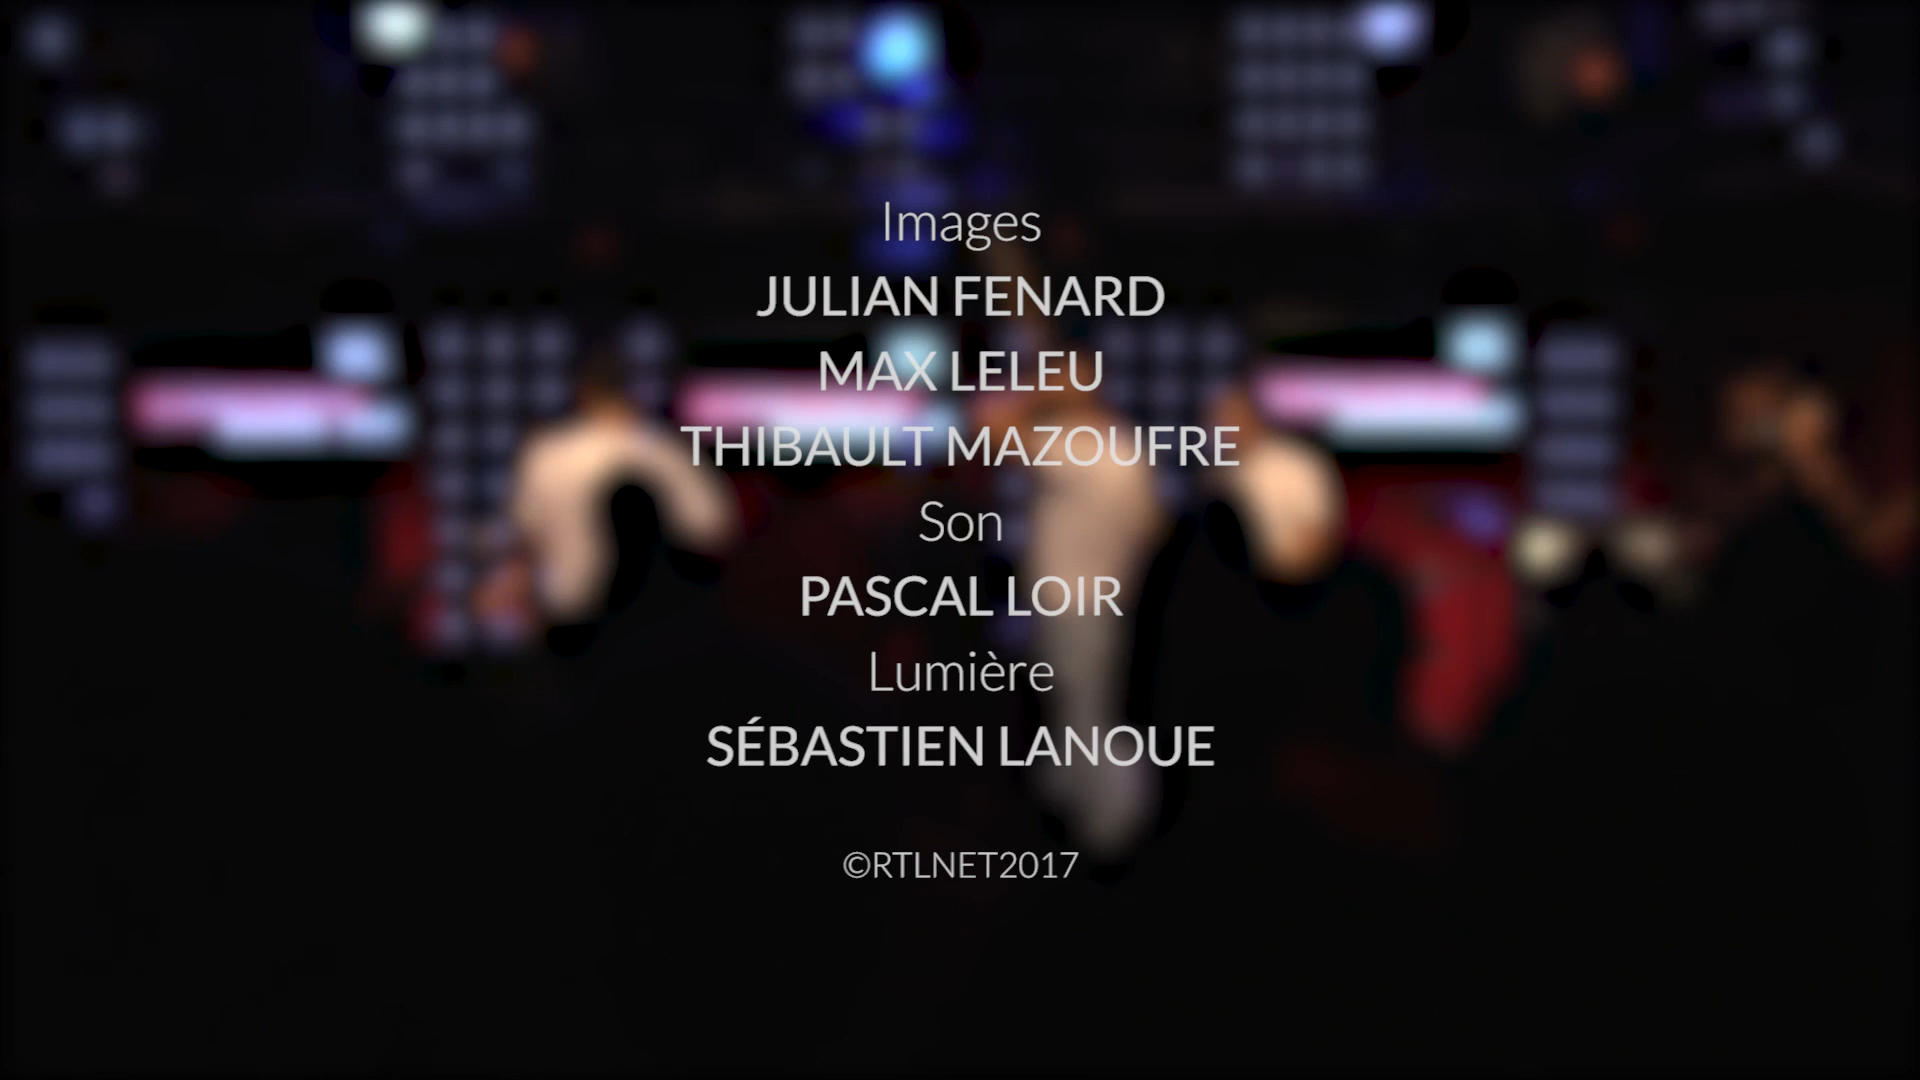 Images
JULIAN FENARD
MAX LELEU
THIBAULT MAZOUFRE
Son
PASCAL LOIR
Lumière
SÉBASTIEN LANOUE
©RTLNET2017